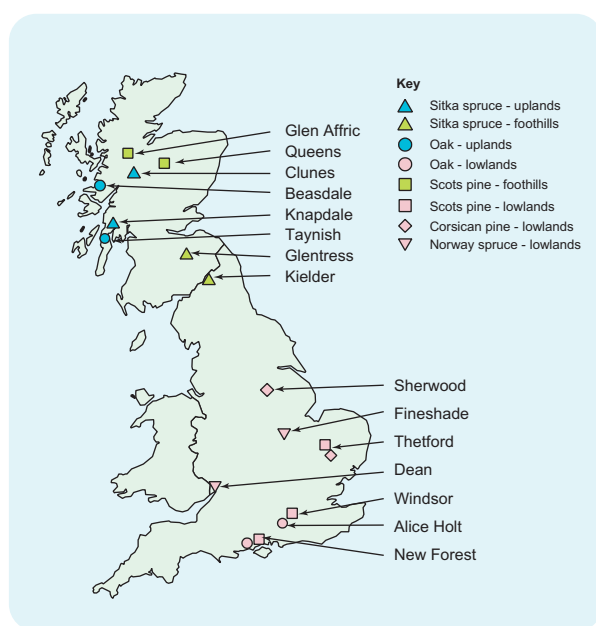 Key
Sitka spruce - uplands
Sitka spruce - foothills
Oak - uplands
Oak - lowlands
Scots pine - foothills
Scots pine - lowlands
Corsican pine - lowlands
Norway spruce - lowlands
Glen Affric
Queens
Clunes
Beasdale
Knapdale
Taynish
Glentress
Kielder
Sherwood
Fineshade
Thetford
Dean
Windsor
Alice Holt
New Forest